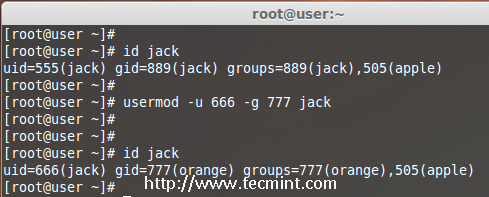 root@user:~
[root@user ~]#
[root@user ~]# id jack
uid=555(jack) gid=889(jack) groups=889(jack),505(apple)
[root@user ~]#
[root@user ~]# usermod -u 666 -g 777 jack
[root@user ~]#
[root@user ~]#
[root@user ~]# id jack
uid=666(jack) gid=777(orange) groups=777(orange),505(apple)
[root@user ~]#
http://www.tecmint.com